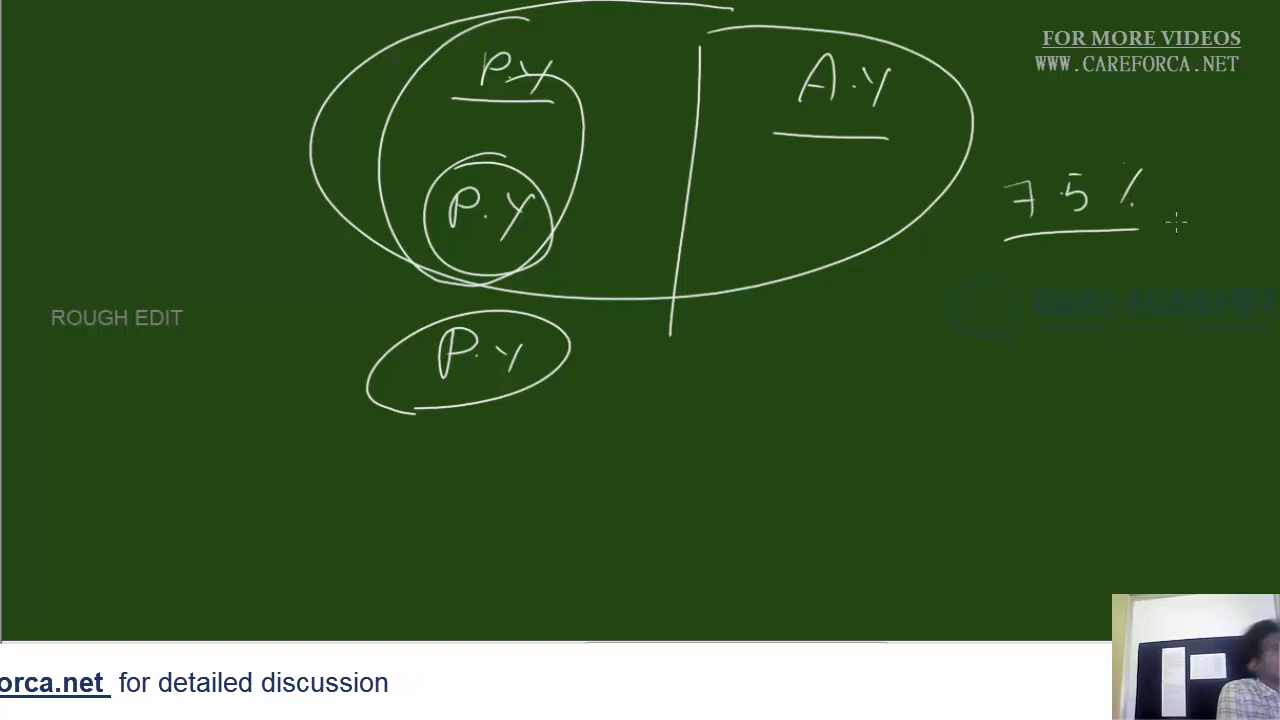 FOR MORE VIDEOS
WWW.CAREFORCA.NET
P.Y
A.Y
75%
P.Y
ROUGH EDIT
P.Y
orca.net for detailed discussion